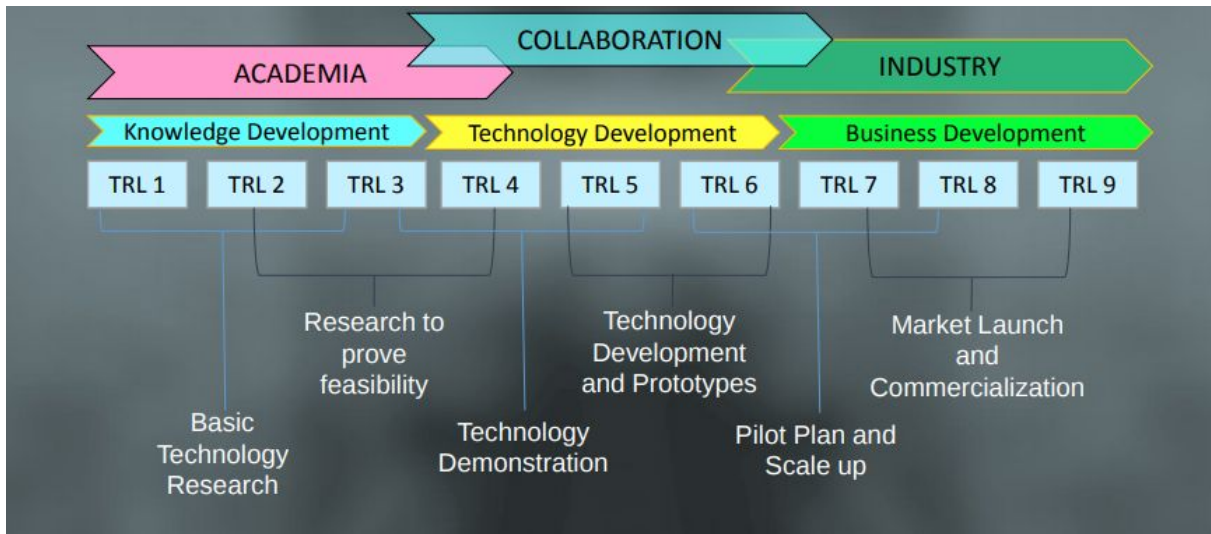 COLLABORATION
ACADEMIA
INDUSTRY
Knowledge Development
Technology Development
Business Development
TRL 1
TRL 2
TRL 3
TRL 4
TRL 5
TRL 6
TRL 7
TRL 8
TRL 9
Research to
prove
feasibility
Technology
Development
and Prototypes
Market Launch
and
Commercialization
Basic
Technology
Research
Technology
Demonstration
Pilot Plan and
Scale up